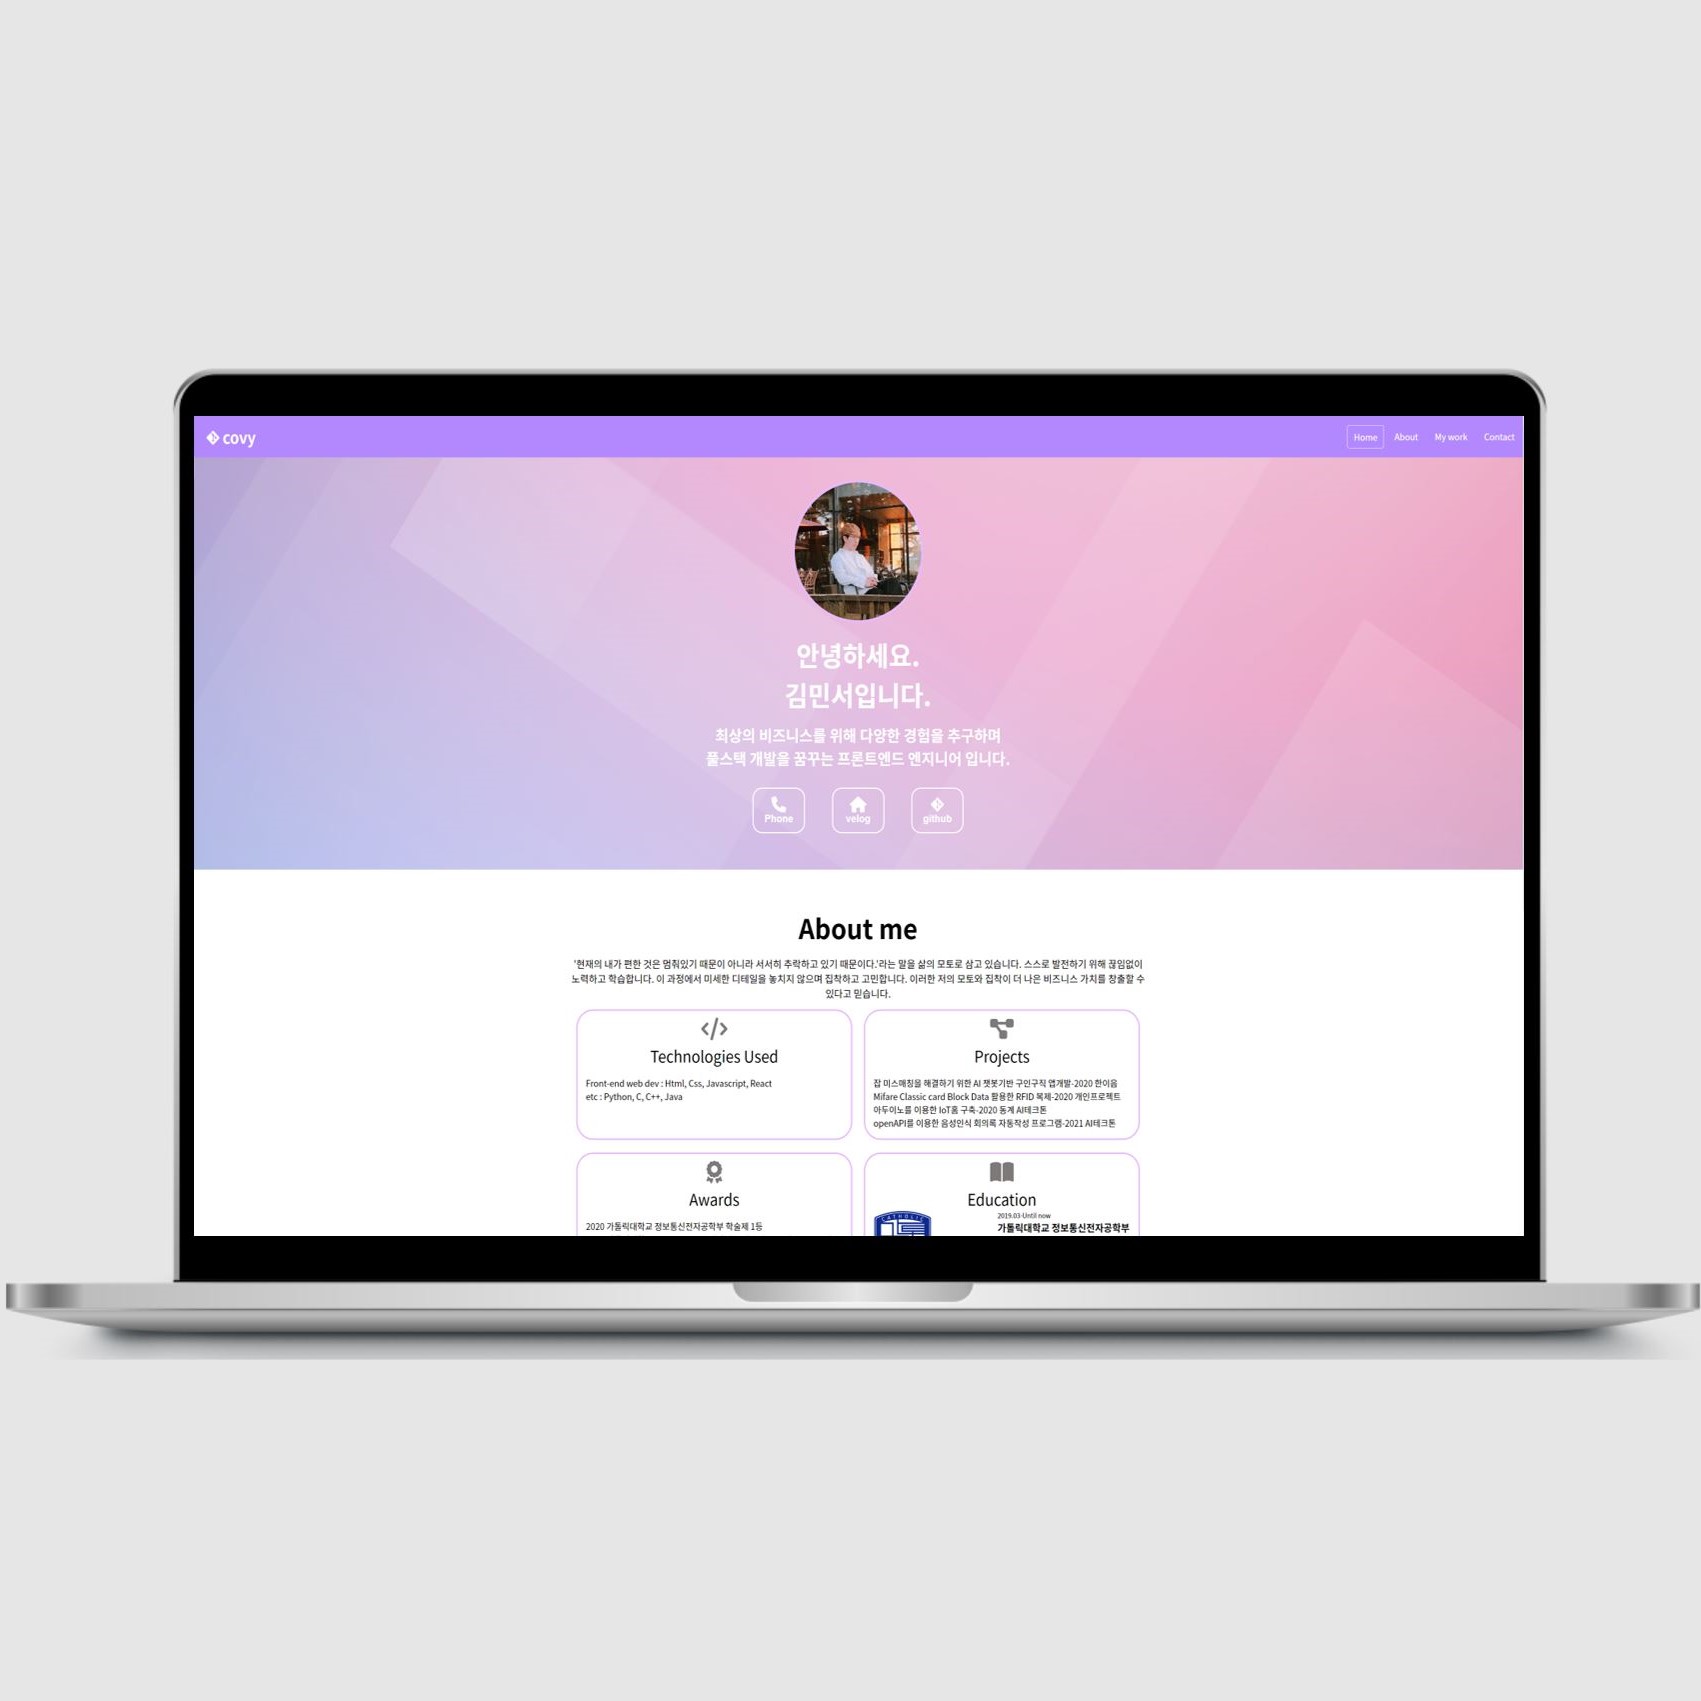 covy
Home About My work Contact
안녕하세요.
김민서입니다.
최상의 비즈니스를 위해 다양한 경험을 추구하며
풀스택 개발을 꿈꾸는 프론트엔드 엔지니어 입니다.
Phone velog github
About me
'현재의 내가 편한 것은 멈춰있기 때문이 아니라 서서히 추락하고 있기 때문이다.'라는 말을 삶의 모토로 삼고 있습니다. 스스로 발전하기 위해 끊임없이
노력하고 학습합니다. 이 과정에서 미세한 디테일을 놓치지 않으며 집착하고 고민합니다. 이러한 저의 모토와 집착이 더 나은 비즈니스 가치를 창출할 수
있다고 믿습니다.
Technologies Used
Front-end web dev : Html, Css, Javascript, React
etc : Python, C, C++, Java
Projects
잡 미스매칭을 해결하기 위한 AI 챗봇기반 구인구직 앱개발-2020 한이음
Mifare Classic card Block Data 활용한 RFID 복제-2020 개인프로젝트
아두이노를 이용한 IoT홈 구축-2020 동계 AI테크톤
openAPI를 이용한 음성인식 회의록 자동작성 프로그램-2021 AI테크톤
Awards
2020 가톨릭대학교 정보통신전자공학부 학술제 1등
Education
CATHOLIC
2019.03-Until now
가톨릭대학교 정보통신전자공학부